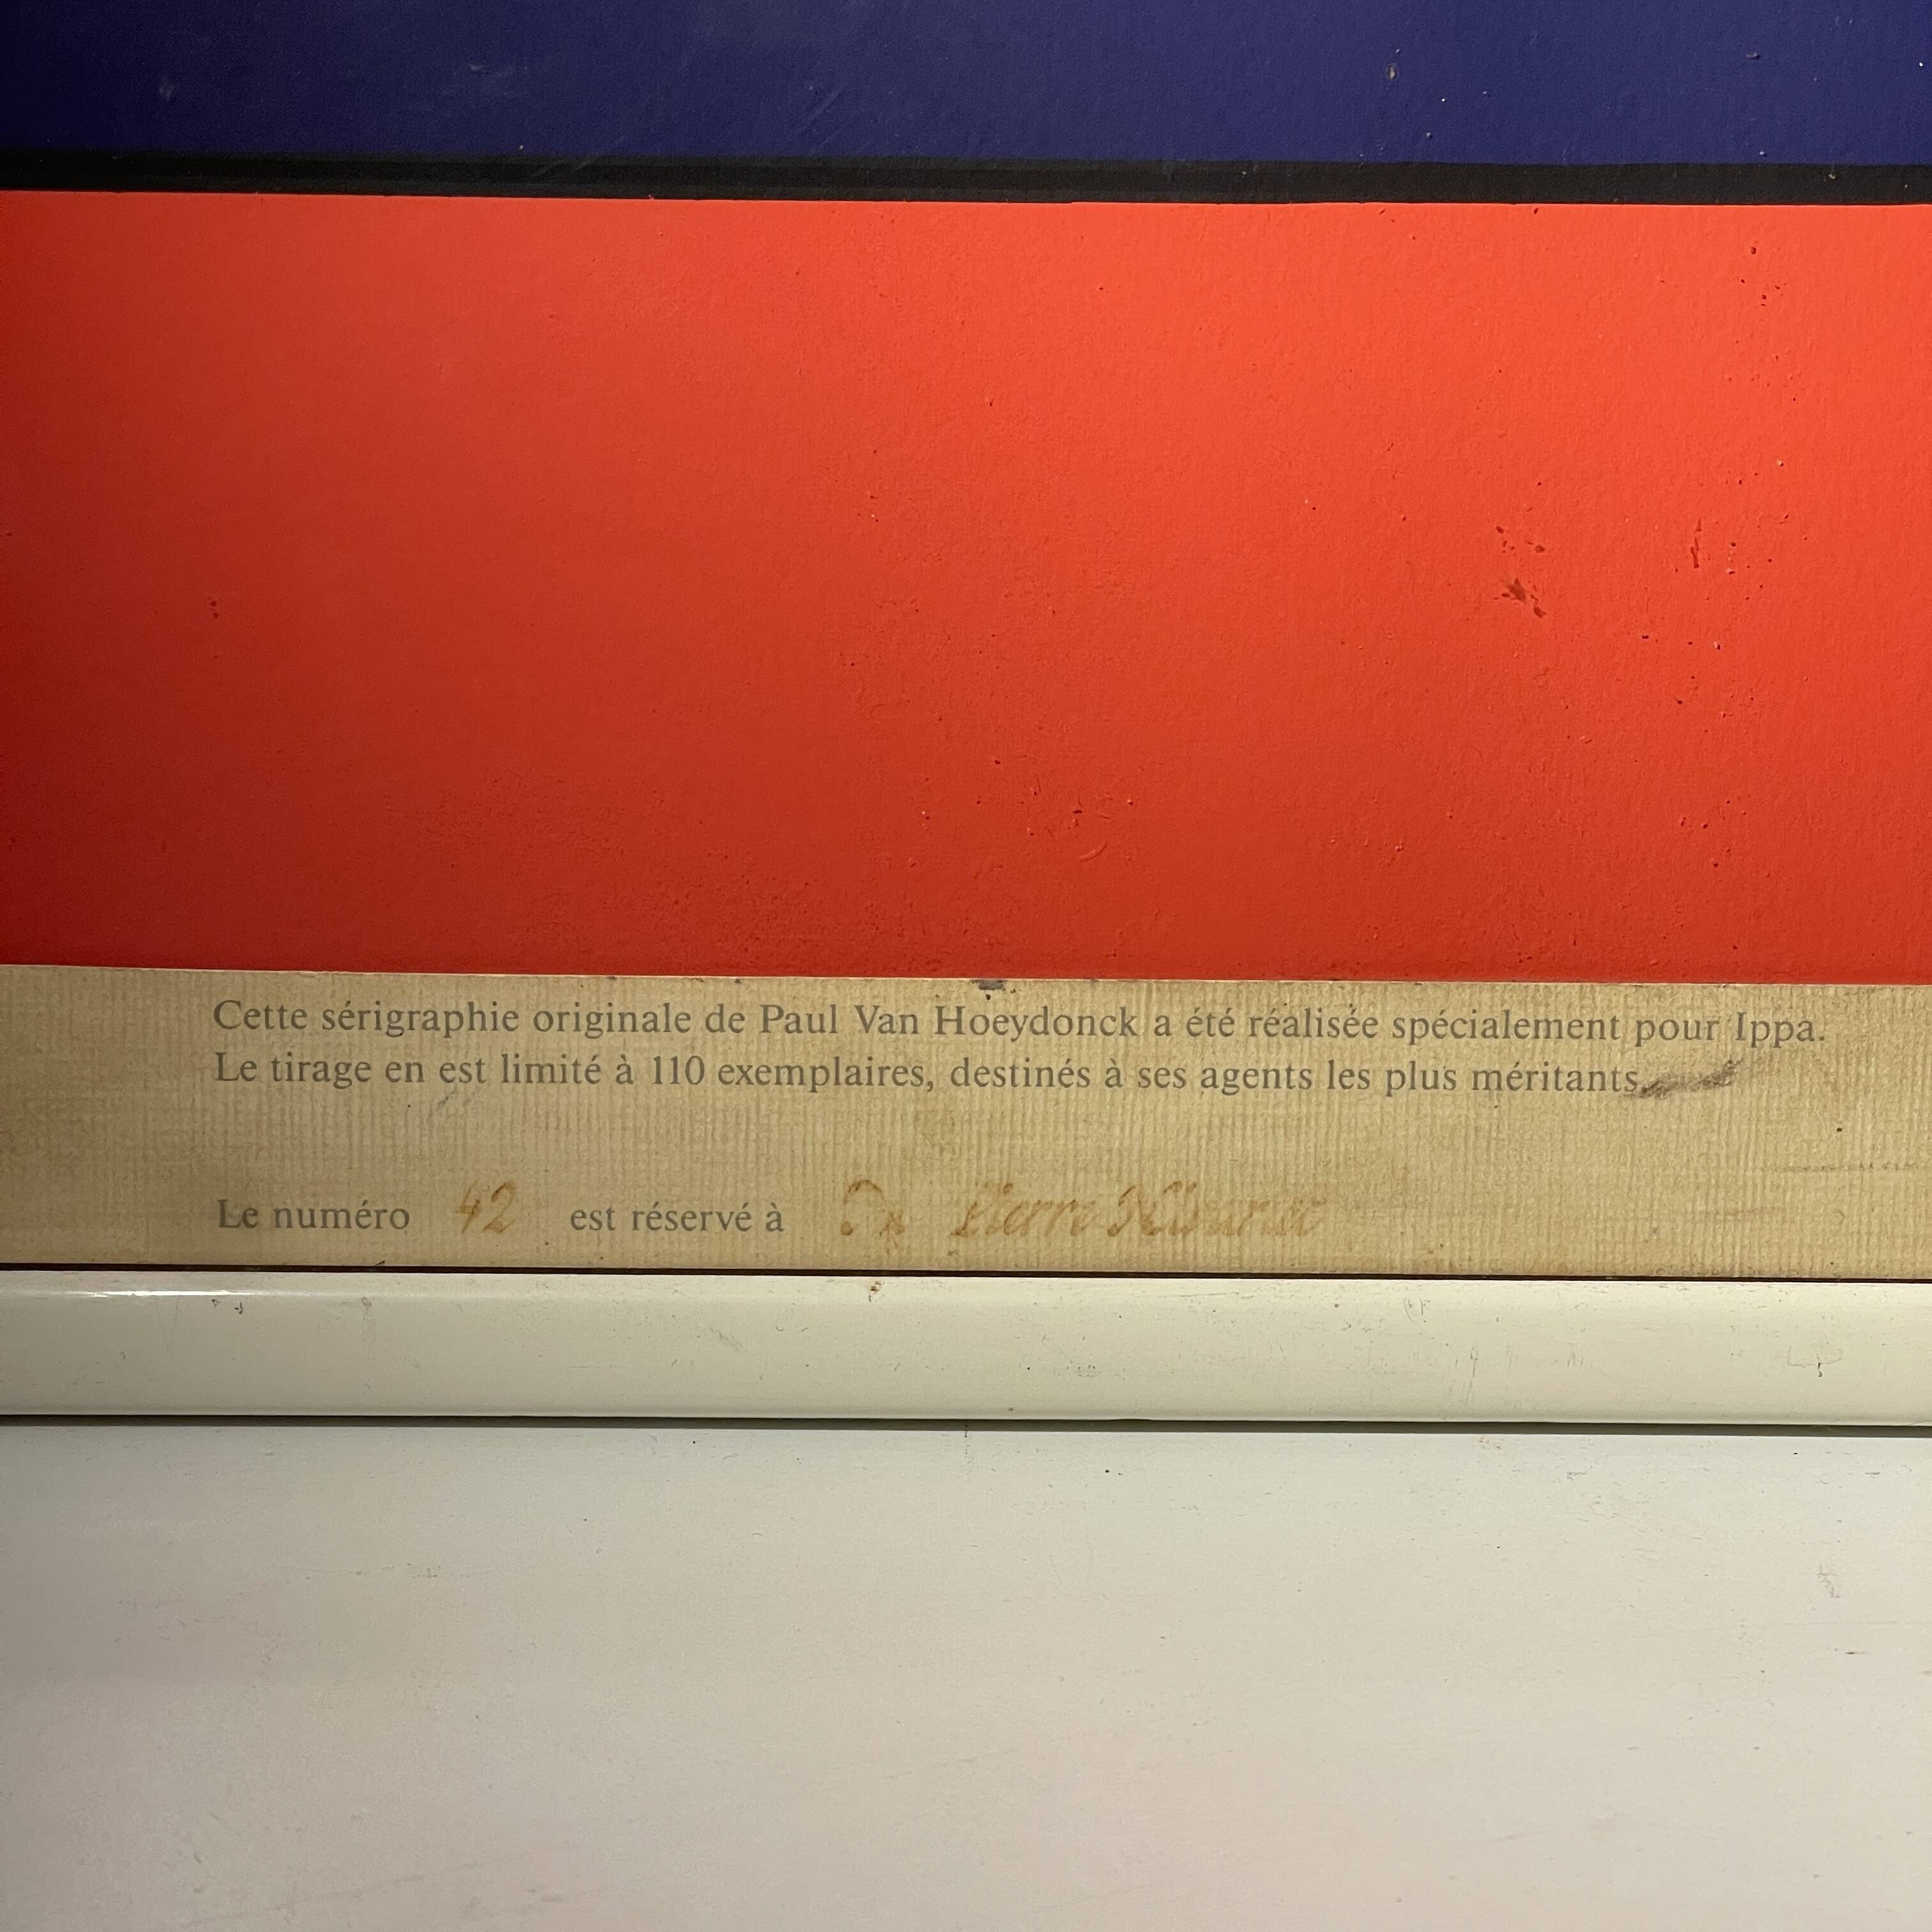 Cette sérigraphie originale de Paul Van Hoeydonck a été réalisée spécialement pour Ippa.
Le tirage en est limité à 110 exemplaires, destinés à ses agents les plus méritants.
Le numéro 42 est réservé à Pierre